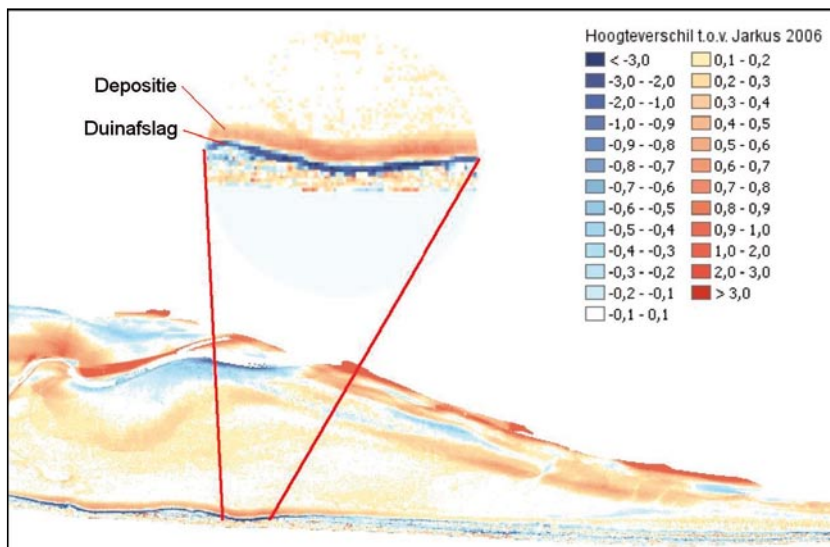 Depositie
Duinafslag
Hoogteverschil t.o.v. Jarkus 2006
< -3,0
-3,0 - -2,0
-2,0 - -1,0
-1,0 - -0,9
-0,9 - -0,8
-0,8 - -0,7
-0,7 - -0,6
-0,6 - -0,5
-0,5 - -0,4
-0,4 - -0,3
-0,3 - -0,2
-0,2 - -0,1
-0,1 - 0,1
0,1 - 0,2
0,2 - 0,3
0,3 - 0,4
0,4 - 0,5
0,5 - 0,6
0,6 - 0,7
0,7 - 0,8
0,8 - 0,9
0,9 - 1,0
1,0 - 2,0
2,0 - 3,0
> 3,0